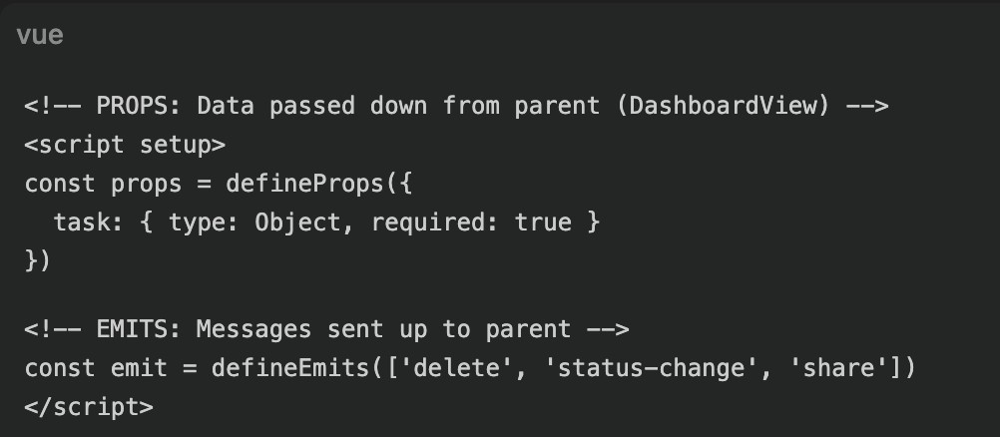 vue
<!-- PROPS: Data passed down from parent (DashboardView) -->
<script setup>
const props = defineProps({
  task: { type: Object, required: true }
})
<!-- EMITS: Messages sent up to parent -->
const emit = defineEmits(['delete', 'status-change', 'share'])
</script>